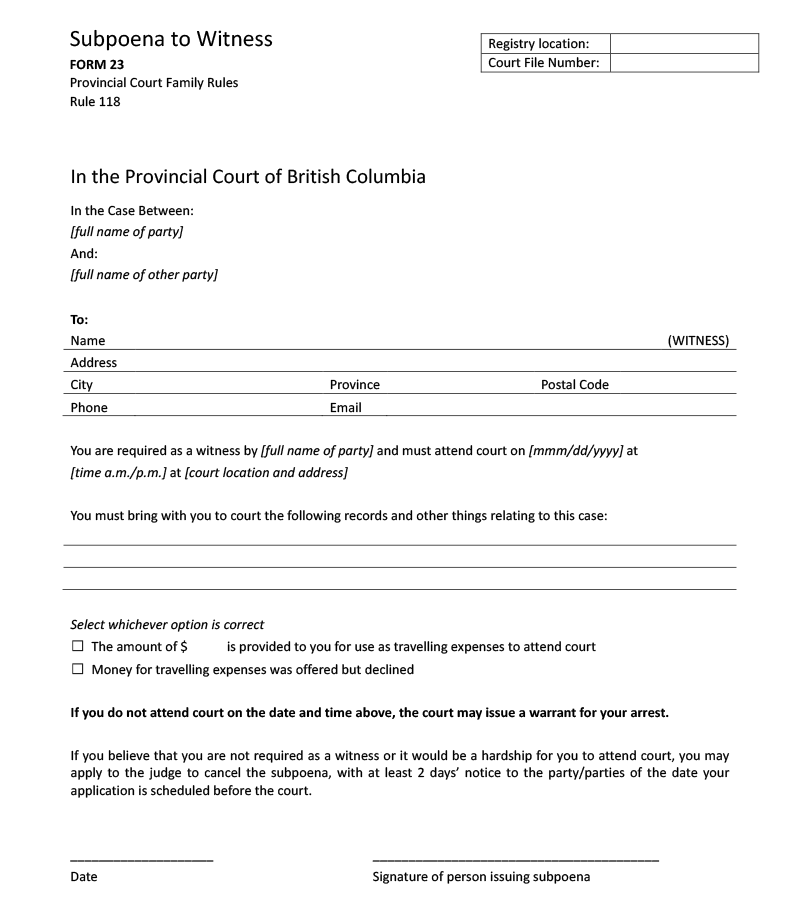 Subpoena to Witness
FORM 23
Provincial Court Family Rules
Rule 118
Registry location:
Court File Number:
In the Provincial Court of British Columbia
In the Case Between:
[full name of party]
And:
[full name of other party]
To:
Name (WITNESS)
Address
City Province Postal Code
Phone Email
You are required as a witness by [full name of party] and must attend court on [mmm/dd/yyyy] at
[time a.m./p.m.] at [court location and address]
You must bring with you to court the following records and other things relating to this case:
Select whichever option is correct
☐ The amount of $ is provided to you for use as travelling expenses to attend court
☐ Money for travelling expenses was offered but declined
If you do not attend court on the date and time above, the court may issue a warrant for your arrest.
If you believe that you are not required as a witness or it would be a hardship for you to attend court, you may
apply to the judge to cancel the subpoena, with at least 2 days’ notice to the party/parties of the date your
application is scheduled before the court.
Date Signature of person issuing subpoena